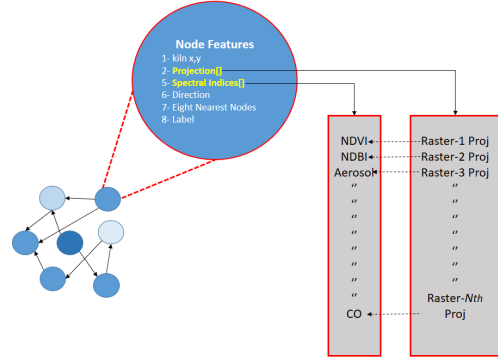 Node Features
1- kiln x,y
2- Projection[]
5- Spectral Indices[]
6- Direction
7- Eight Nearest Nodes
8- Label
NDVI Raster-1 Proj
NDBI Raster-2 Proj
Aerosol Raster-3 Proj
″ ″
″ ″
″ ″
″ ″
″ ″
″ ″
″ ″
″ Raster-Nth
CO Proj